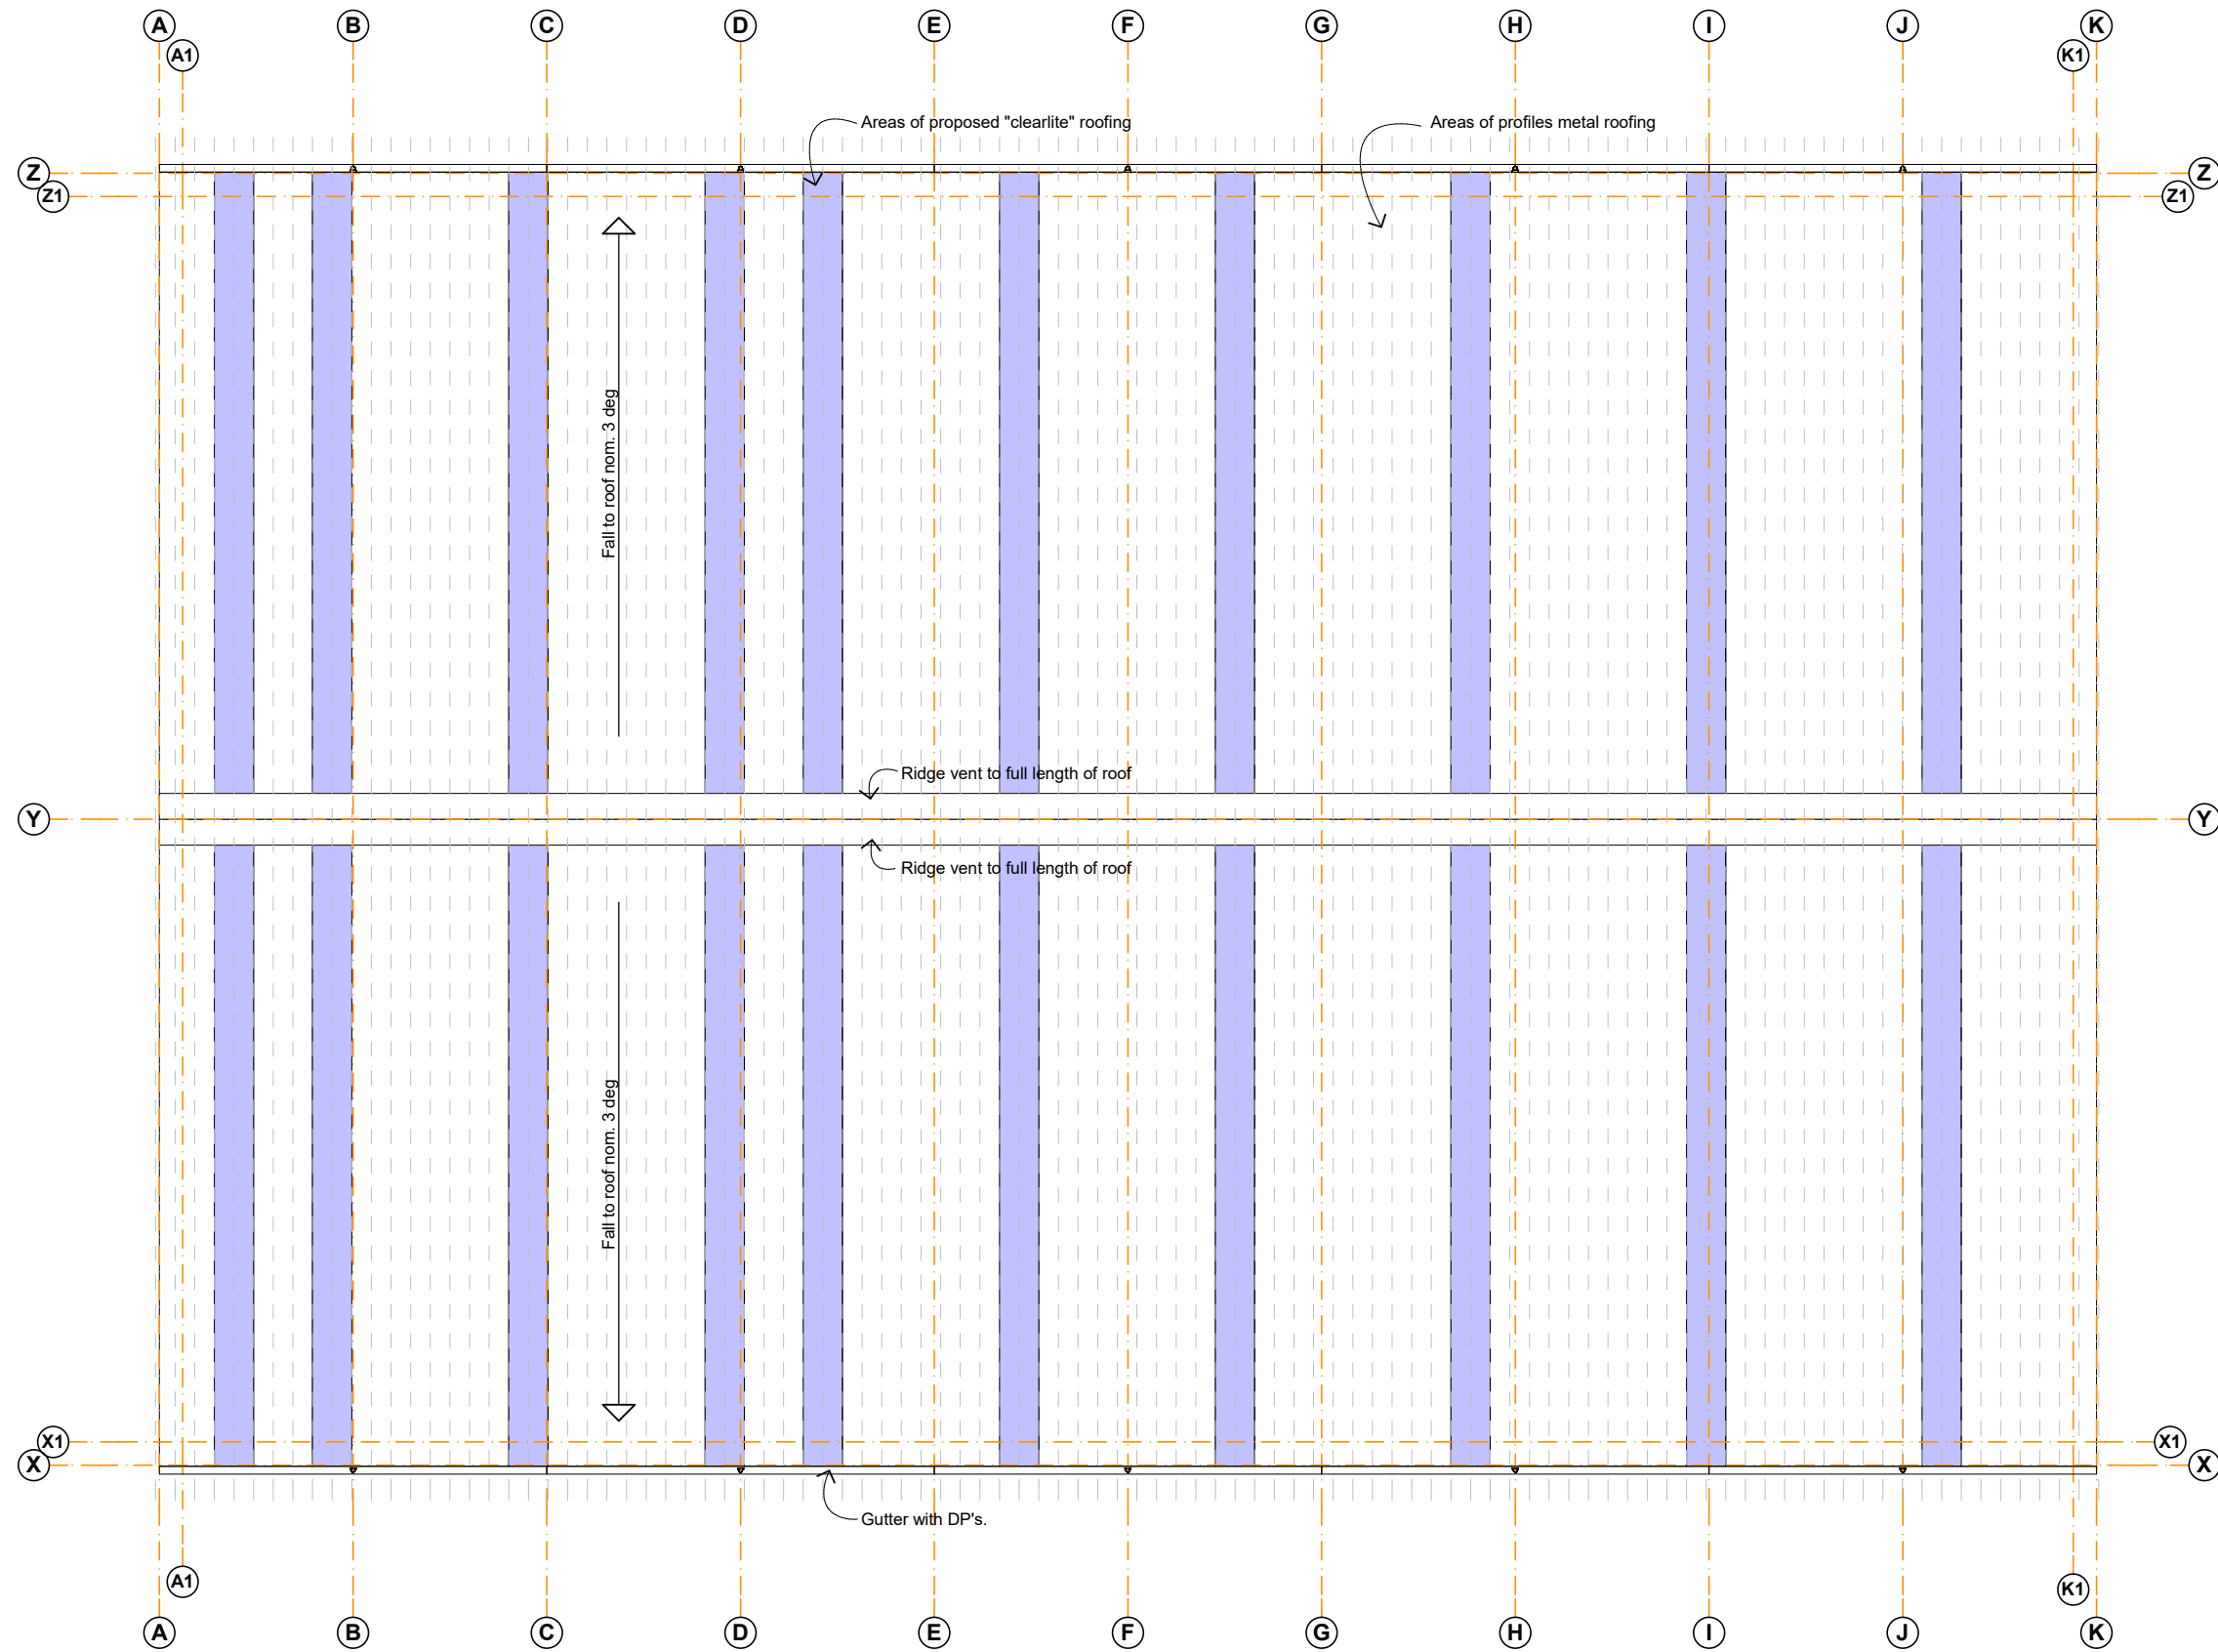 A B C D E F G H I J K
A1 K1
Areas of proposed "clearlite" roofing
Areas of profiles metal roofing
Z Z
Z1 Z1
Fall to roof nom. 3 deg
Ridge vent to full length of roof
Y Y
Ridge vent to full length of roof
Fall to roof nom. 3 deg
X1 X1
X X
Gutter with DP's.
A1 K1
A B C D E F G H I J K